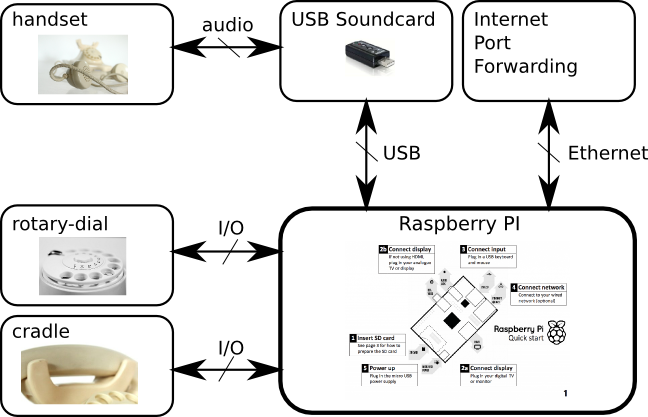 handset
audio
USB Soundcard
Internet
Port
Forwarding
USB
Ethernet
rotary-dial
I/O
Raspberry PI
2b Connect display
If not using HDMI,
plug in your analogue
TV or display
3 Connect input
Plug in a USB keyboard
and mouse
4 Connect network
Connect to your wired
network (optional)
Raspberry Pi
Quick start
cradle
I/O
1 Insert SD card
See page 8 for how to
prepare the SD card
5 Power up
Plug in the micro USB
power supply
2a Connect display
Plug in your digital TV
or monitor
1